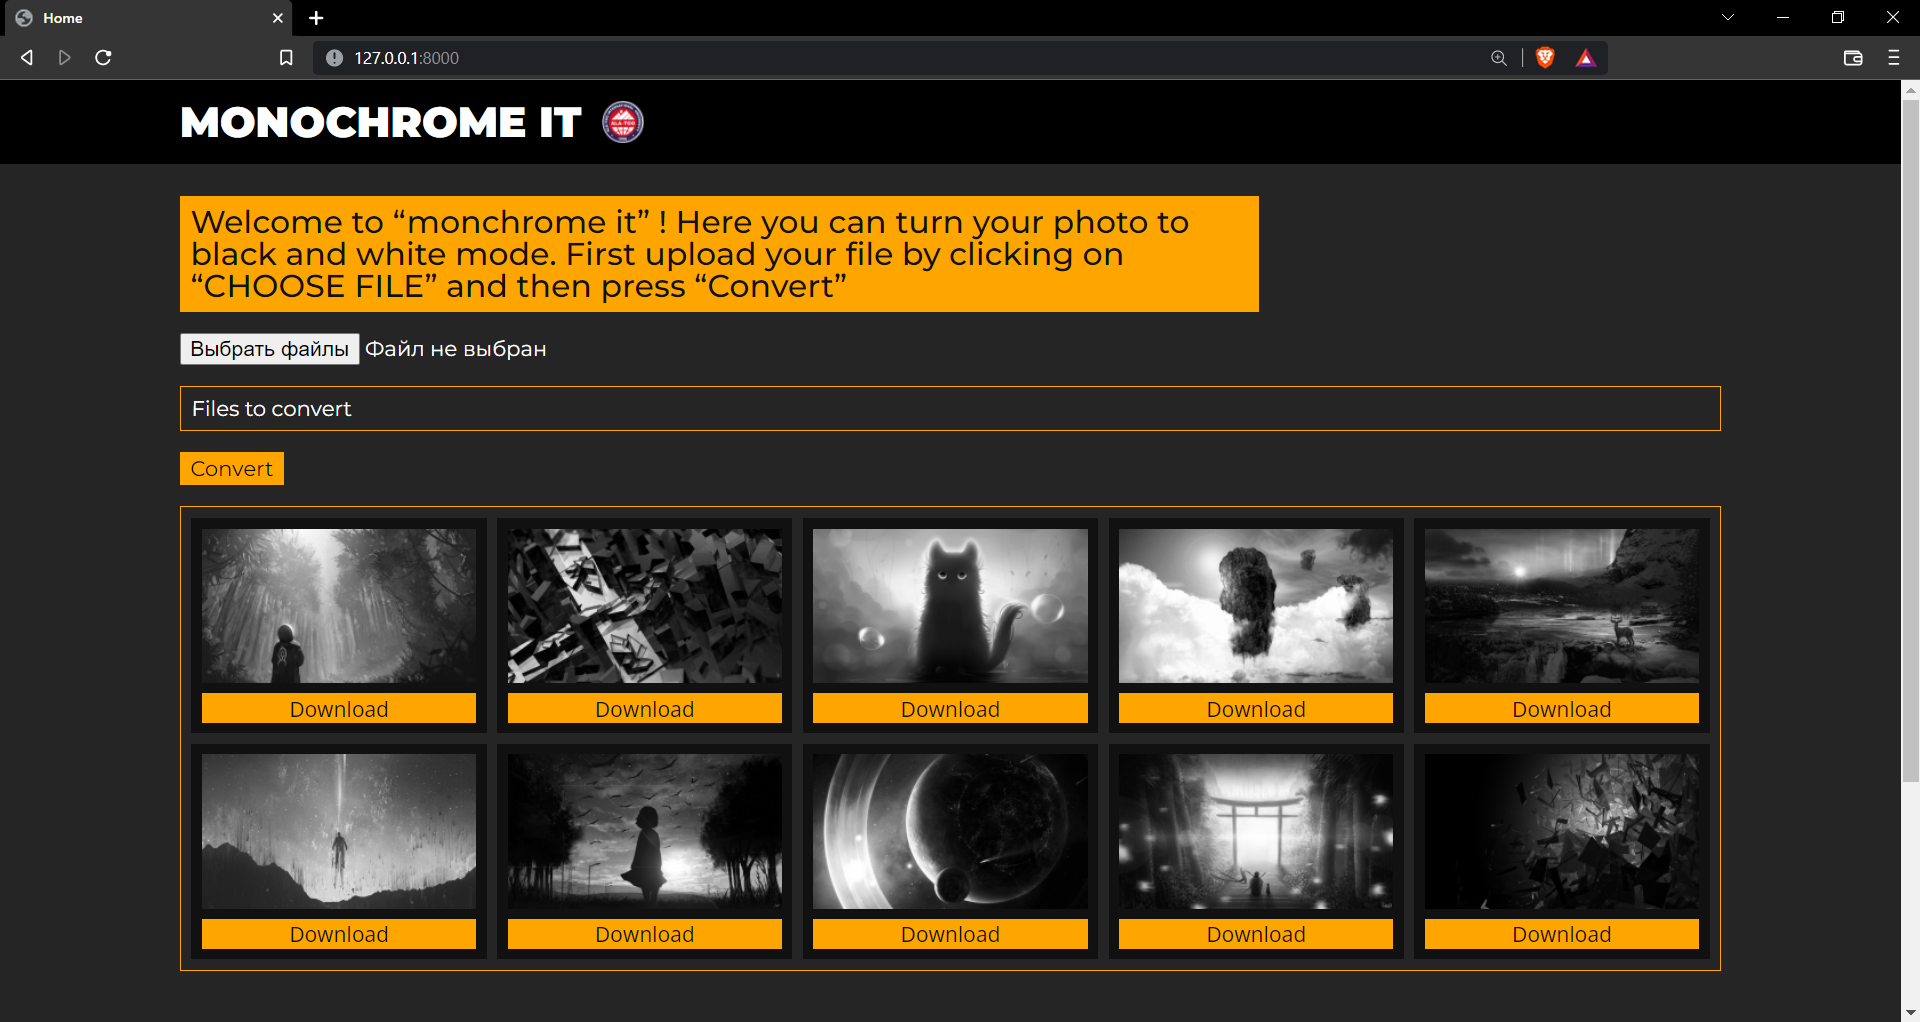 Home
127.0.0.1:8000
MONOCHROME IT
ALA-TOO
Welcome to “monchrome it” ! Here you can turn your photo to
black and white mode. First upload your file by clicking on
“CHOOSE FILE” and then press “Convert”
Выбрать файлы Файл не выбран
Files to convert
Convert
Download Download Download Download Download
Download Download Download Download Download